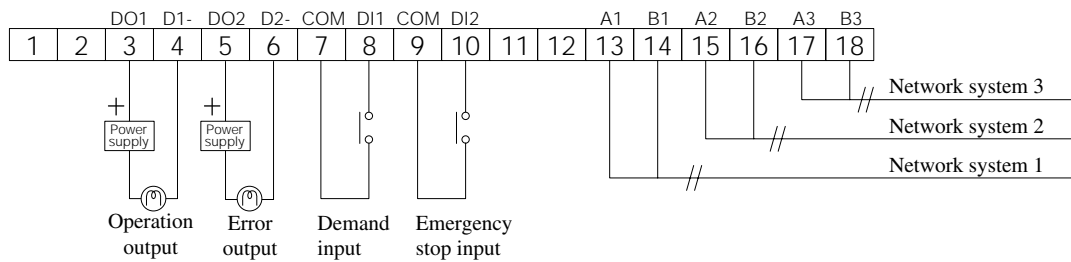 DO1 D1- DO2 D2- COM DI1 COM DI2 A1 B1 A2 B2 A3 B3
1 2 3 4 5 6 7 8 9 10 11 12 13 14 15 16 17 18
Network system 3
+ +
Power supply
Power supply
Network system 2
Network system 1
Operation output
Error output
Demand input
Emergency stop input